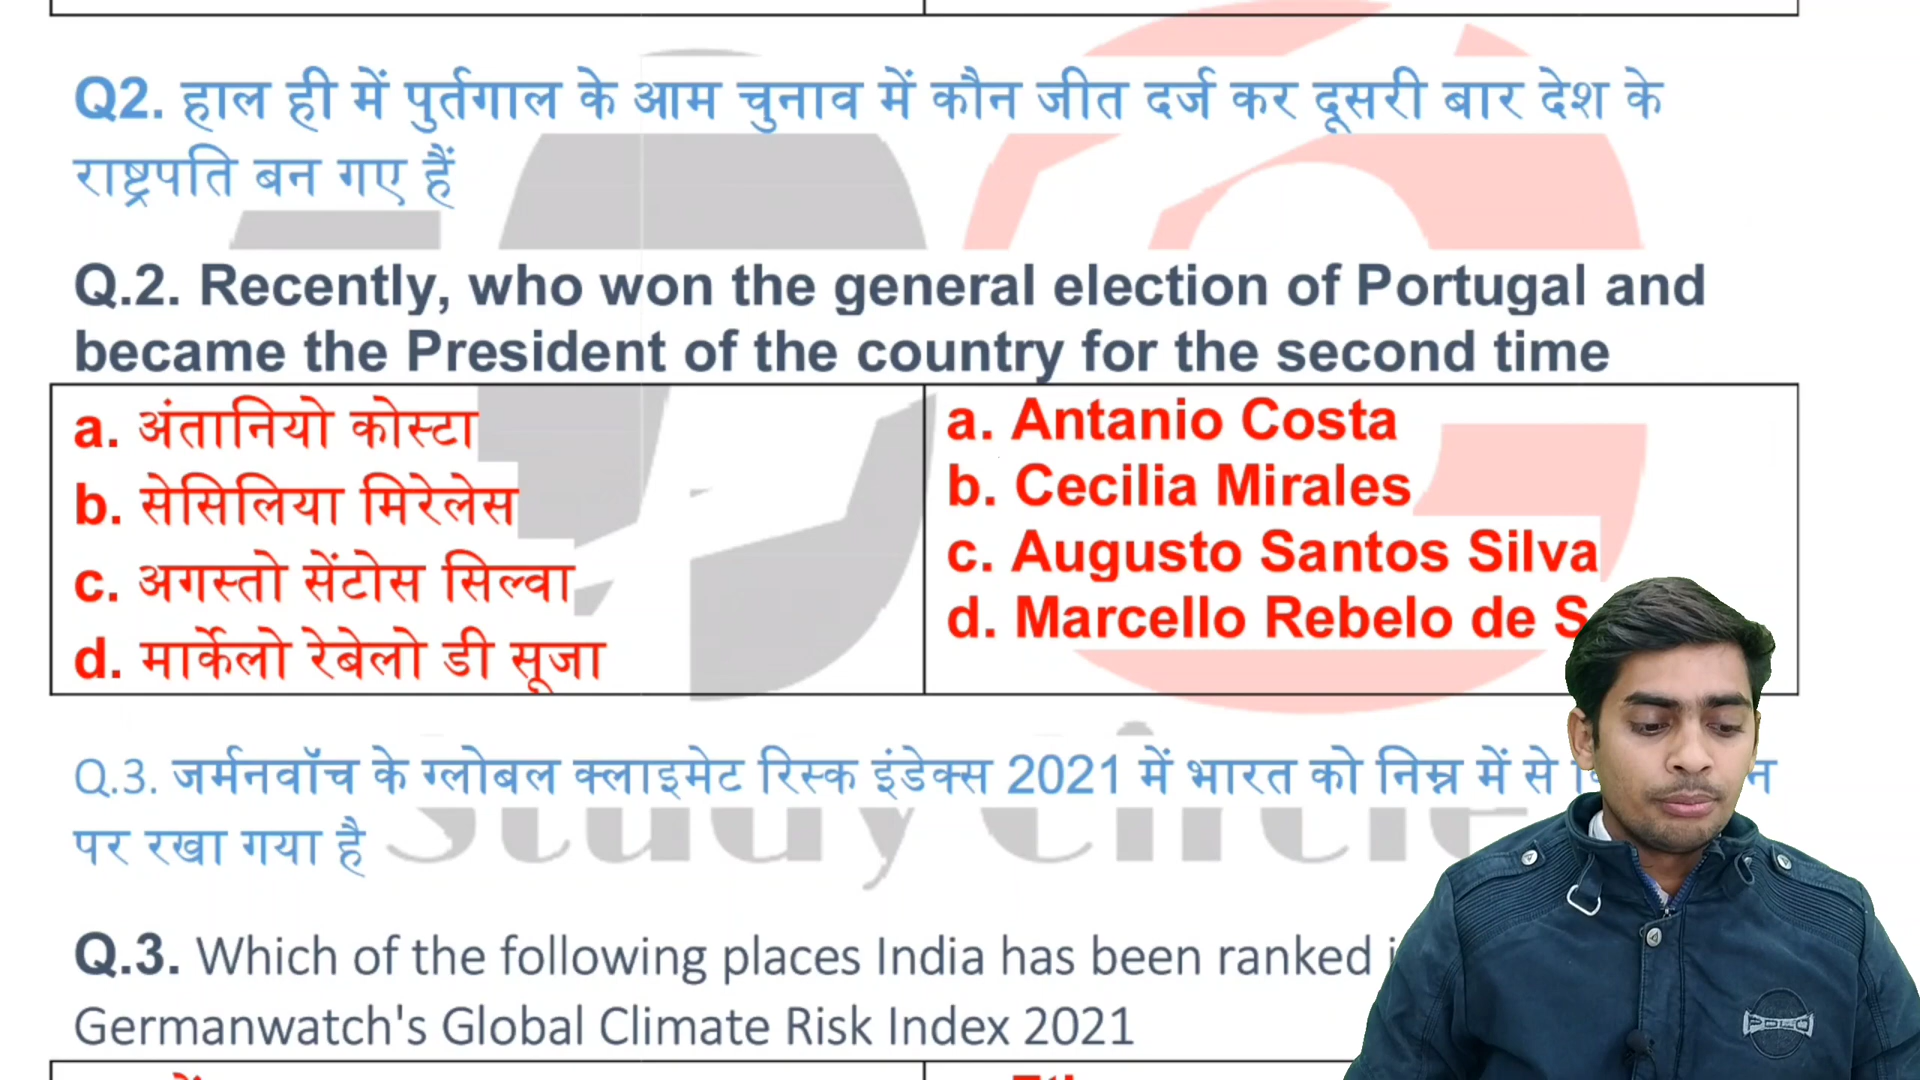 Q2. हाल ही में पुर्तगाल के आम चुनाव में कौन जीत दर्ज कर दूसरी बार देश के
राष्ट्रपति बन गए हैं
Q.2. Recently, who won the general election of Portugal and
became the President of the country for the second time
a. अंतानियो कोस्टा
b. सेसिलिया मिरेलेस
c. अगस्तो सेंटोस सिल्वा
d. मार्केलो रेबेलो डी सूजा
a. Antanio Costa
b. Cecilia Mirales
c. Augusto Santos Silva
d. Marcello Rebelo de
Q.3. जर्मनवॉच के ग्लोबल क्लाइमेट रिस्क इंडेक्स 2021 में भारत को निम्न में से
पर रखा गया है
Study Circle
Q.3. Which of the following places India has been ranked
Germanwatch's Global Climate Risk Index 2021
POLO